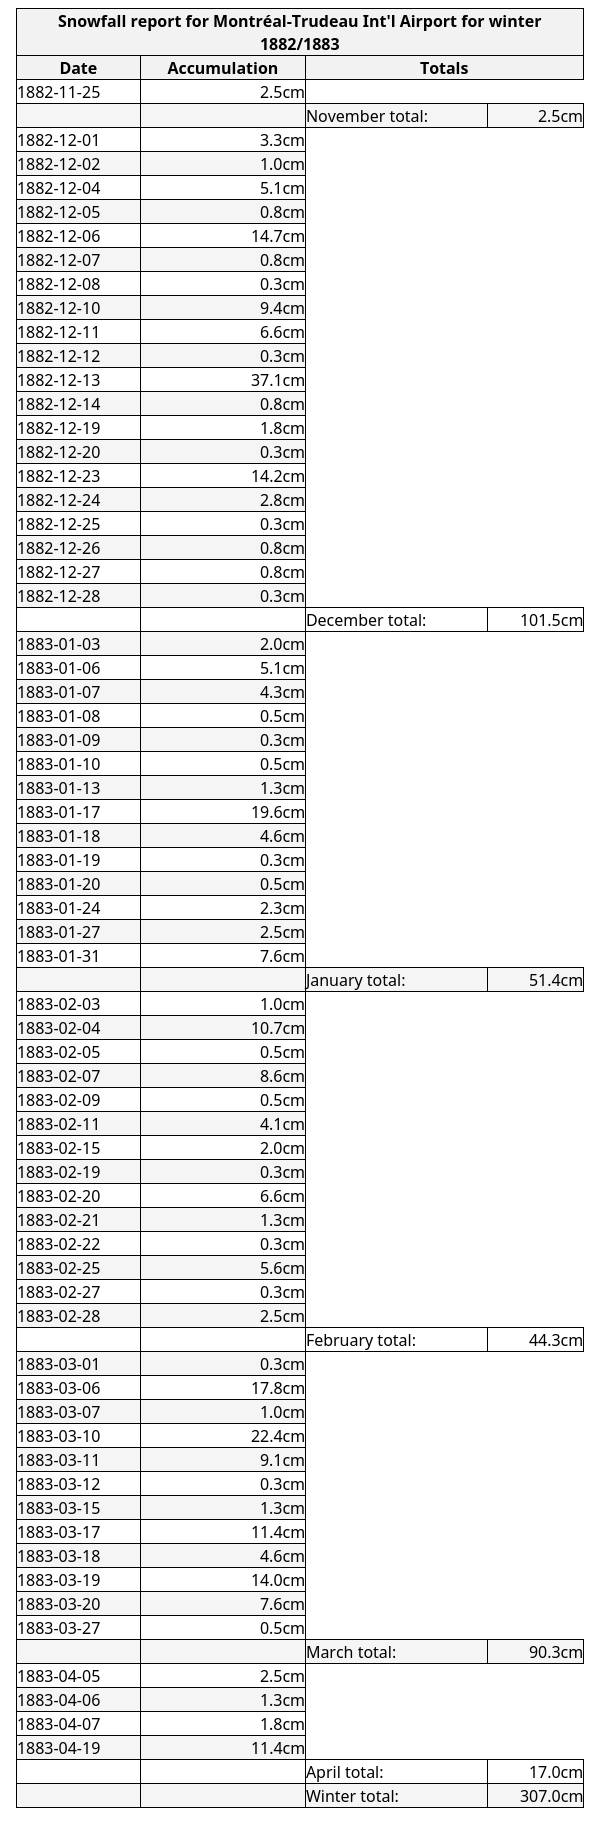 Snowfall report for Montréal-Trudeau Int'l Airport for winter
1882/1883
Date Accumulation Totals
1882-11-25 2.5cm
November total: 2.5cm
1882-12-01 3.3cm
1882-12-02 1.0cm
1882-12-04 5.1cm
1882-12-05 0.8cm
1882-12-06 14.7cm
1882-12-07 0.8cm
1882-12-08 0.3cm
1882-12-10 9.4cm
1882-12-11 6.6cm
1882-12-12 0.3cm
1882-12-13 37.1cm
1882-12-14 0.8cm
1882-12-19 1.8cm
1882-12-20 0.3cm
1882-12-23 14.2cm
1882-12-24 2.8cm
1882-12-25 0.3cm
1882-12-26 0.8cm
1882-12-27 0.8cm
1882-12-28 0.3cm
December total: 101.5cm
1883-01-03 2.0cm
1883-01-06 5.1cm
1883-01-07 4.3cm
1883-01-08 0.5cm
1883-01-09 0.3cm
1883-01-10 0.5cm
1883-01-13 1.3cm
1883-01-17 19.6cm
1883-01-18 4.6cm
1883-01-19 0.3cm
1883-01-20 0.5cm
1883-01-24 2.3cm
1883-01-27 2.5cm
1883-01-31 7.6cm
January total: 51.4cm
1883-02-03 1.0cm
1883-02-04 10.7cm
1883-02-05 0.5cm
1883-02-07 8.6cm
1883-02-09 0.5cm
1883-02-11 4.1cm
1883-02-15 2.0cm
1883-02-19 0.3cm
1883-02-20 6.6cm
1883-02-21 1.3cm
1883-02-22 0.3cm
1883-02-25 5.6cm
1883-02-27 0.3cm
1883-02-28 2.5cm
February total: 44.3cm
1883-03-01 0.3cm
1883-03-06 17.8cm
1883-03-07 1.0cm
1883-03-10 22.4cm
1883-03-11 9.1cm
1883-03-12 0.3cm
1883-03-15 1.3cm
1883-03-17 11.4cm
1883-03-18 4.6cm
1883-03-19 14.0cm
1883-03-20 7.6cm
1883-03-27 0.5cm
March total: 90.3cm
1883-04-05 2.5cm
1883-04-06 1.3cm
1883-04-07 1.8cm
1883-04-19 11.4cm
April total: 17.0cm
Winter total: 307.0cm